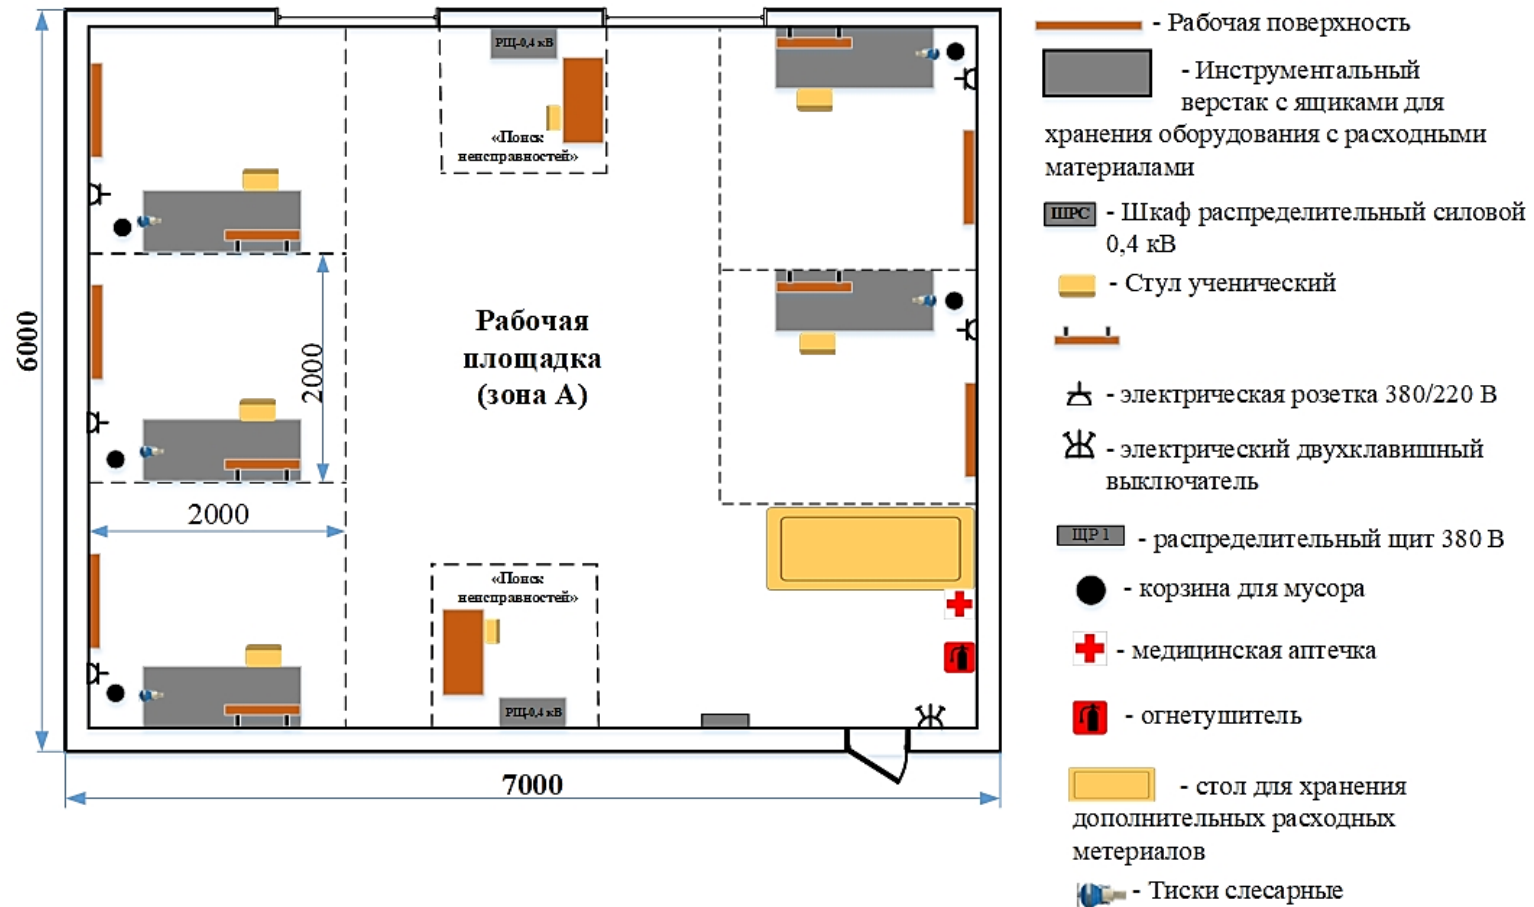 РЩ-0,4 кВ
«Поиск
неисправностей»
6000
2000
2000
Рабочая
площадка
(зона А)
«Поиск
неисправностей»
РЩ-0,4 кВ
7000
- Рабочая поверхность
- Инструментальный
верстак с ящиками для
хранения оборудования с расходными
материалами
ШРС - Шкаф распределительный силовой
0,4 кВ
- Стул ученический
- электрическая розетка 380/220 В
- электрический двухклавишный
выключатель
ЩР 1 - распределительный щит 380 В
- корзина для мусора
- медицинская аптечка
- огнетушитель
- стол для хранения
дополнительных расходных
метериалов
- Тиски слесарные